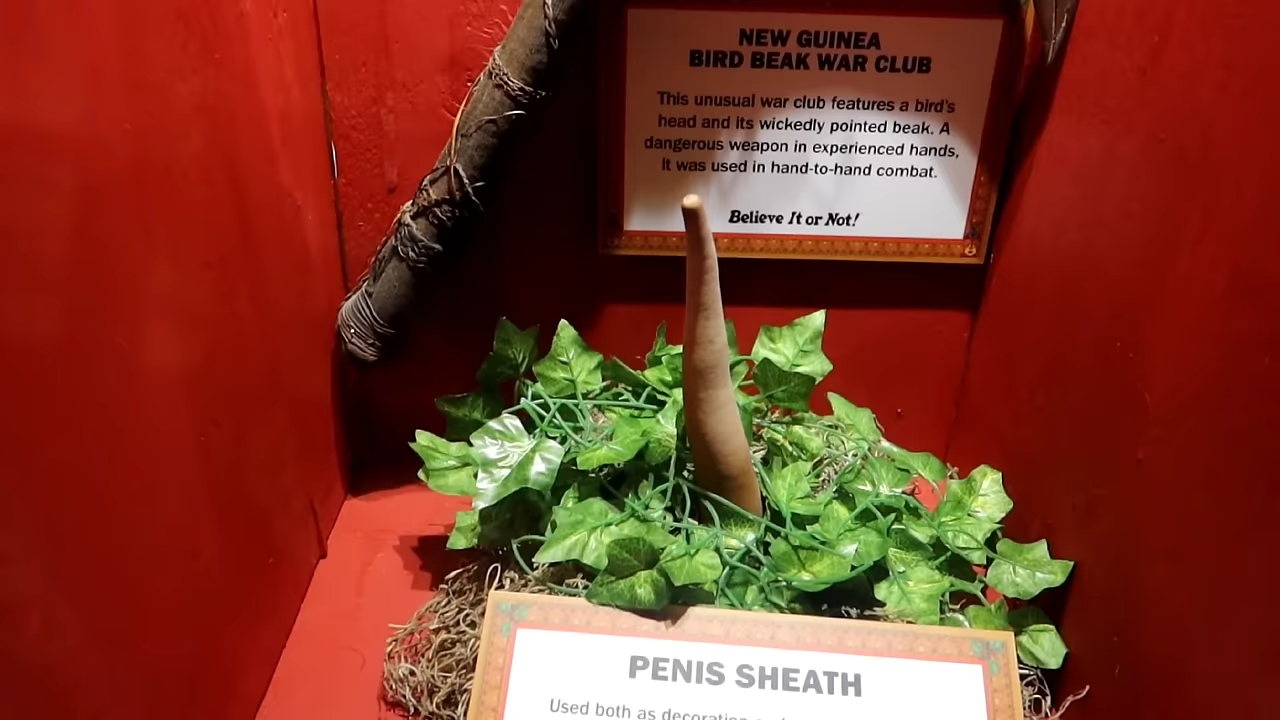 NEW GUINEA
BIRD BEAK WAR CLUB
This unusual war club features a bird's
head and its wickedly pointed beak. A
dangerous weapon in experienced hands,
it was used in hand-to-hand combat.
Believe It or Not!
PENIS SHEATH
Used both as decoration